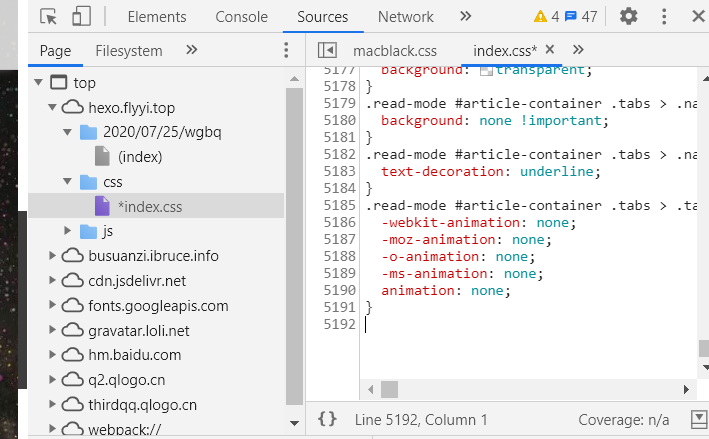 Elements Console Sources Network » 4 47
Page Filesystem » macblack.css index.css* × »
top
hexo.flyyi.top
2020/07/25/wgbq
(index)
css
*index.css
js
busuanzi.ibruce.info
cdn.jsdelivr.net
fonts.googleapis.com
gravatar.loli.net
hm.baidu.com
q2.qlogo.cn
thirdqq.qlogo.cn
webpack://
5177 background: transparent;
5178 }
5179 .read-mode #article-container .tabs > .na
5180 background: none !important;
5181 }
5182 .read-mode #article-container .tabs > .na
5183 text-decoration: underline;
5184 }
5185 .read-mode #article-container .tabs > .ta
5186 -webkit-animation: none;
5187 -moz-animation: none;
5188 -o-animation: none;
5189 -ms-animation: none;
5190 animation: none;
5191 }
5192
{} Line 5192, Column 1 Coverage: n/a